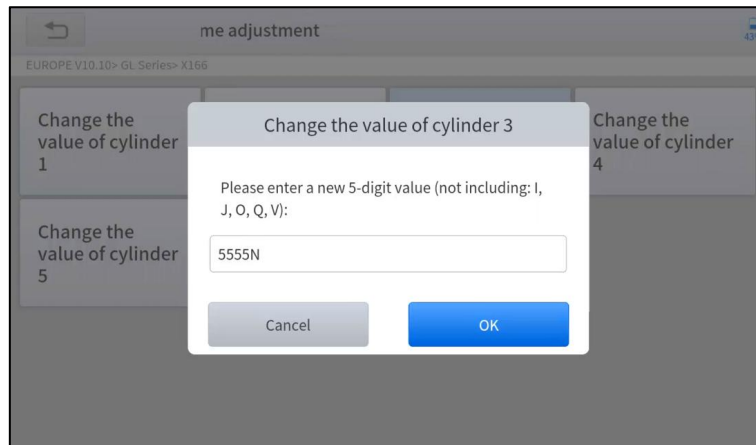 me adjustment
43%
EUROPE V10.10> GL Series> X166
Change the
value of cylinder
1
Change the
value of cylinder
4
Change the
value of cylinder
5
Change the value of cylinder 3
Please enter a new 5-digit value (not including: I,
J, O, Q, V):
5555N
Cancel
OK